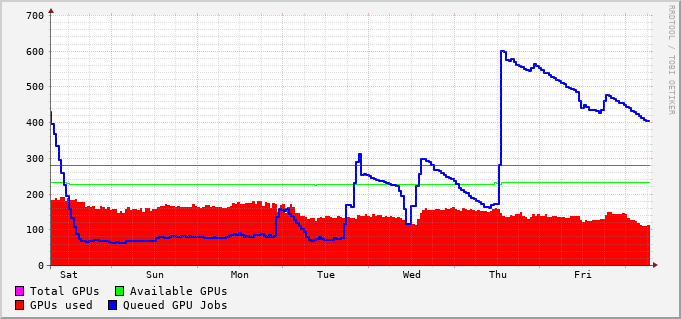 700
600
500
400
300
200
100
0
Sat Sun Mon Tue Wed Thu Fri
Total GPUs Available GPUs
GPUs used Queued GPU Jobs
RRDTOOL / TOBI OETIKER